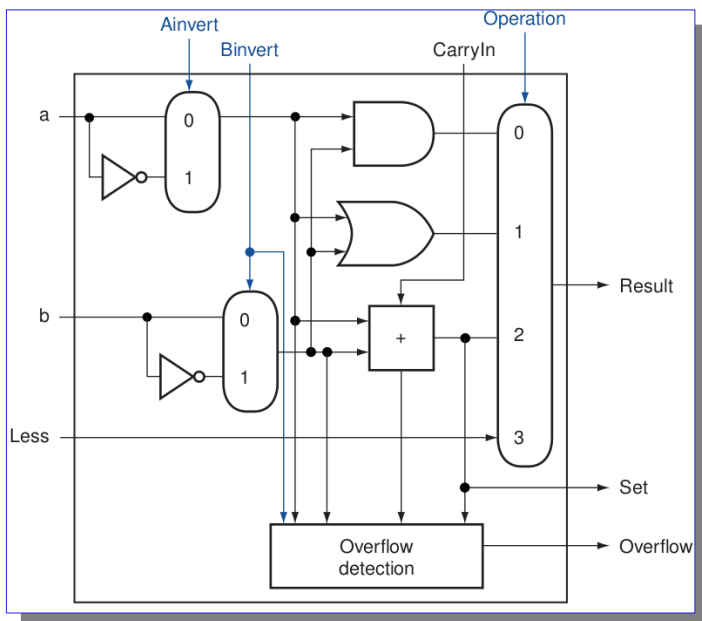 Ainvert
Operation
Binvert
CarryIn
a
0
0
1
1
Result
b
0
2
+
1
Less
3
Set
Overflow
detection
Overflow